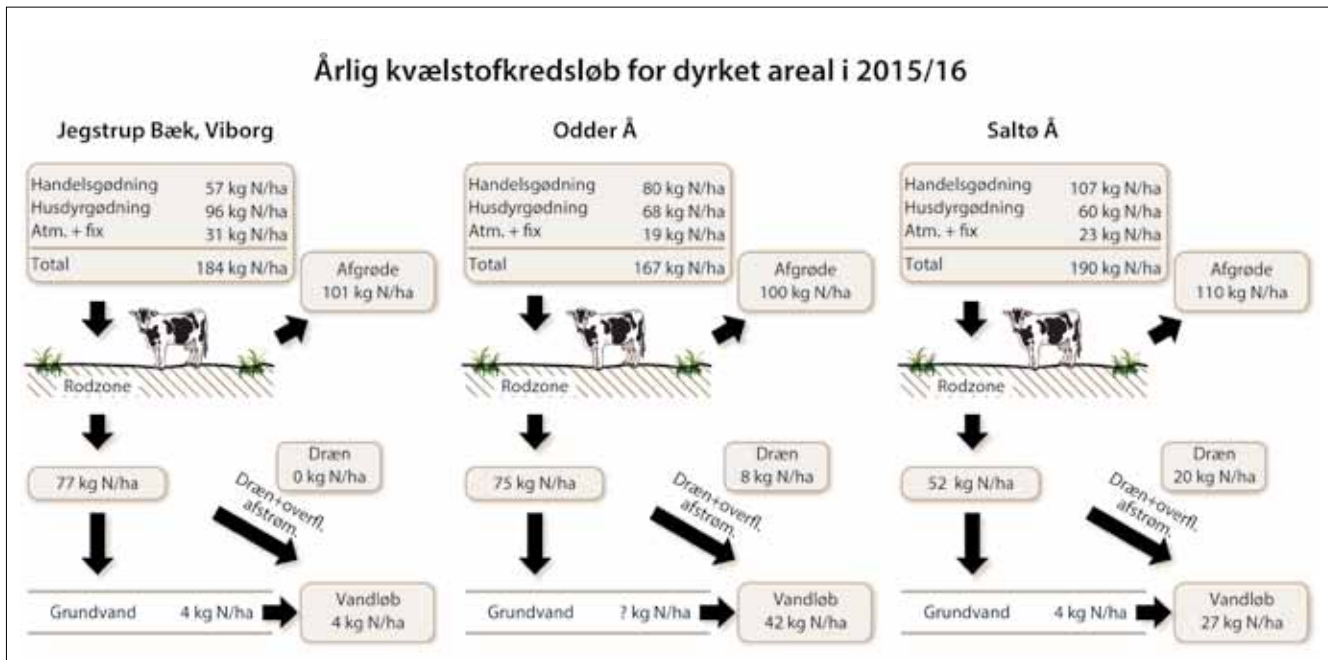 Årlig kvælstofkredsløb for dyrket areal i 2015/16
Jegstrup Bæk, Viborg
Handelsgødning 57 kg N/ha
Husdyrgødning 96 kg N/ha
Atm. + fix 31 kg N/ha
Total 184 kg N/ha
Afgrøde
101 kg N/ha
Rodzone
77 kg N/ha
Dræn
0 kg N/ha
Dræn+overfl.
afstrøm.
Grundvand 4 kg N/ha
Vandløb
4 kg N/ha
Odder Å
Handelsgødning 80 kg N/ha
Husdyrgødning 68 kg N/ha
Atm. + fix 19 kg N/ha
Total 167 kg N/ha
Afgrøde
100 kg N/ha
Rodzone
75 kg N/ha
Dræn
8 kg N/ha
Dræn+overfl.
afstrøm.
Grundvand ? kg N/ha
Vandløb
42 kg N/ha
Saltø Å
Handelsgødning 107 kg N/ha
Husdyrgødning 60 kg N/ha
Atm. + fix 23 kg N/ha
Total 190 kg N/ha
Afgrøde
110 kg N/ha
Rodzone
52 kg N/ha
Dræn
20 kg N/ha
Dræn+overfl.
afstrøm.
Grundvand 4 kg N/ha
Vandløb
27 kg N/ha